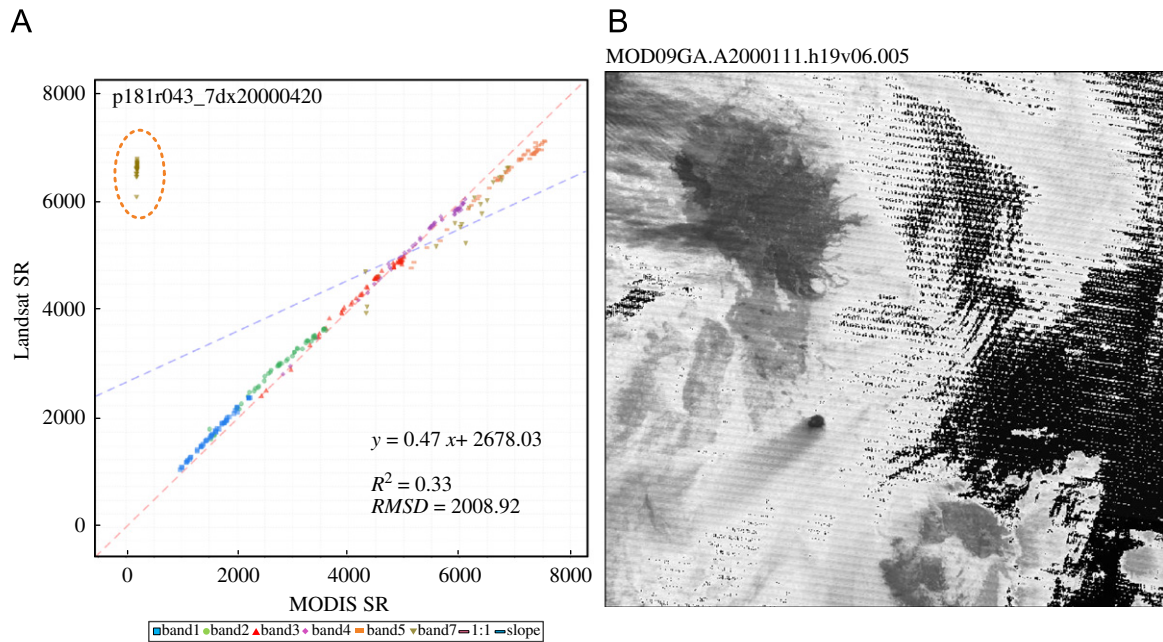 A
B
MOD09GA.A2000111.h19v06.005
p181r043_7dx20000420
8000
6000
4000
2000
0
Landsat SR
y = 0.47 x+ 2678.03
R² = 0.33
RMSD = 2008.92
0 2000 4000 6000 8000
MODIS SR
band1 band2 band3 band4 band5 band7 1:1 slope